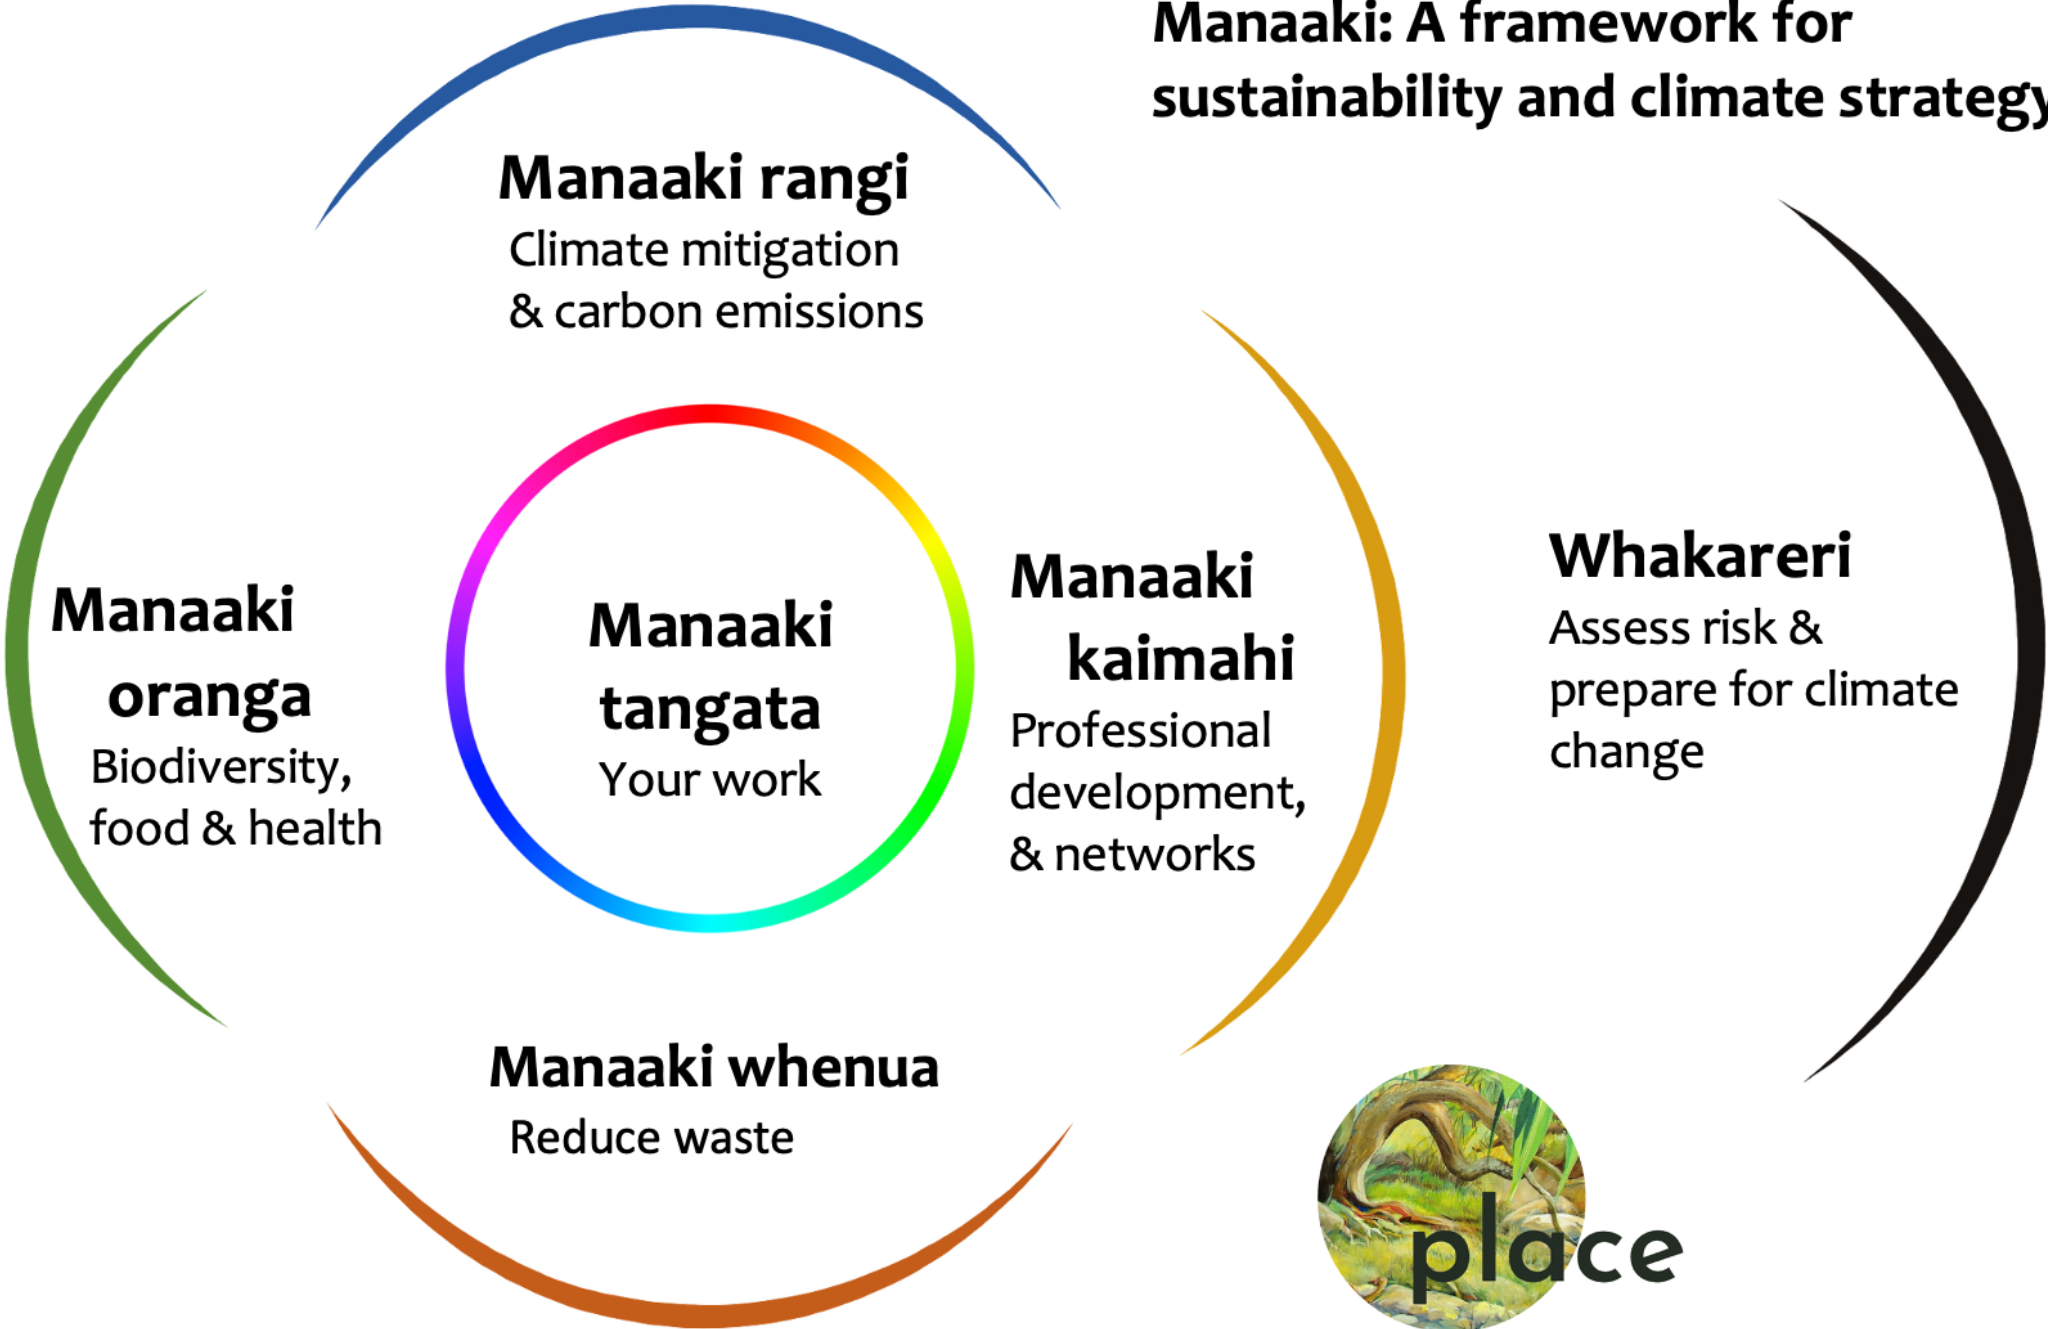 Manaaki: A framework for
sustainability and climate strategy
Manaaki rangi
Climate mitigation
& carbon emissions
Manaaki
oranga
Biodiversity,
food & health
Manaaki
tangata
Your work
Manaaki
kaimahi
Professional
development,
& networks
Whakareri
Assess risk &
prepare for climate
change
Manaaki whenua
Reduce waste
place